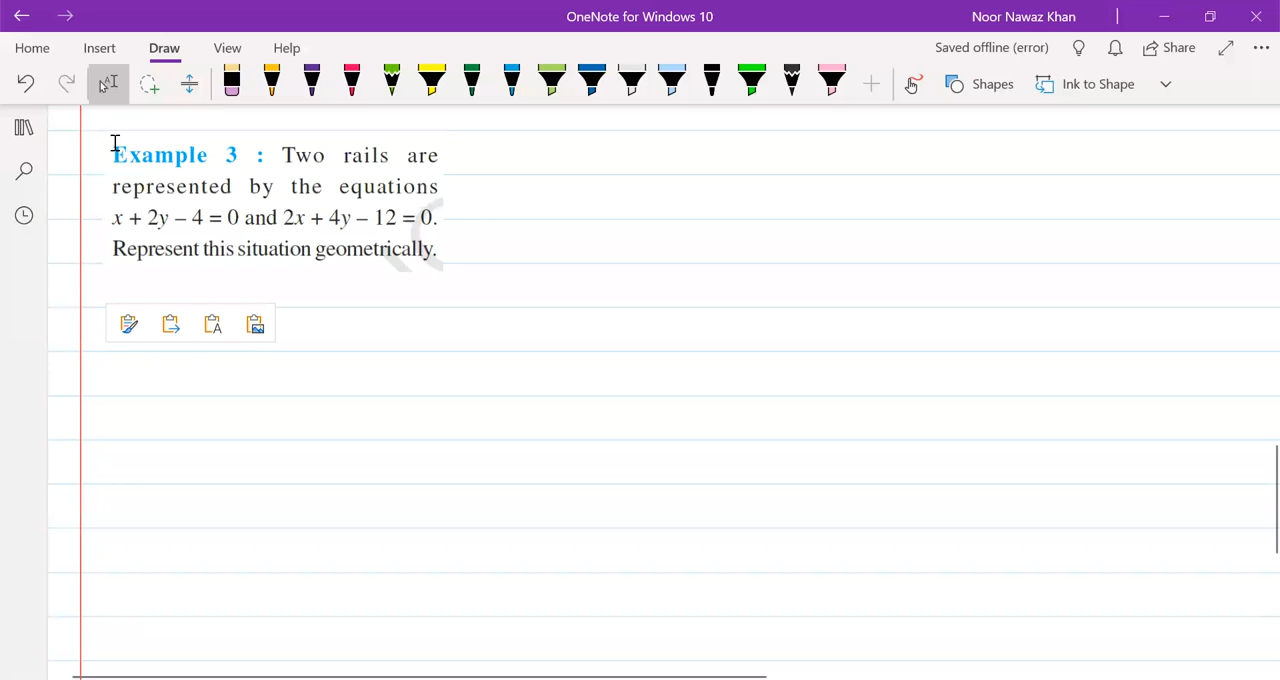 OneNote for Windows 10
Noor Nawaz Khan
Home Insert Draw View Help
Saved offline (error)
Share
Shapes
Ink to Shape
Example 3 : Two rails are
represented by the equations
x + 2y – 4 = 0 and 2x + 4y – 12 = 0.
Represent this situation geometrically.